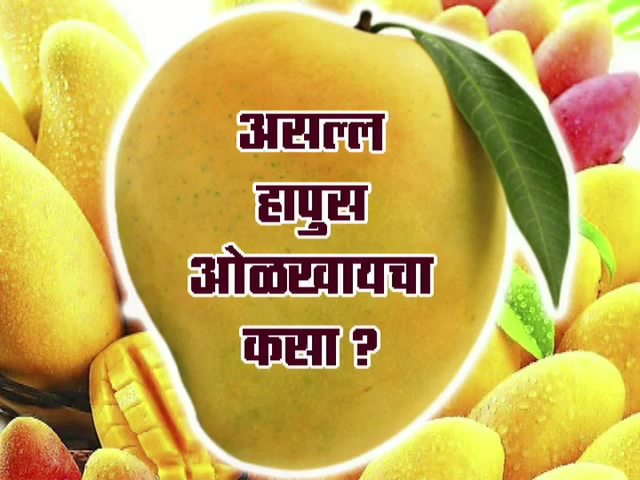 असल्ल
हापुस
ओळखायचा
कसा ?